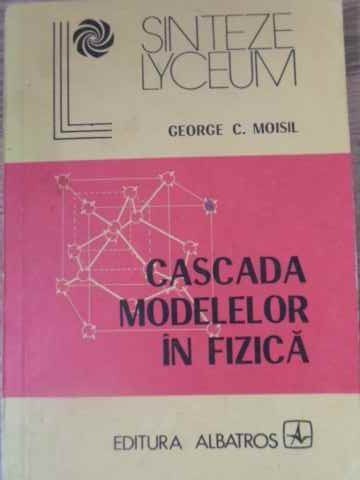 SINTEZE
LYCEUM
GEORGE C. MOISIL
CASCADA
MODELELOR
ÎN FIZICĂ
EDITURA ALBATROS